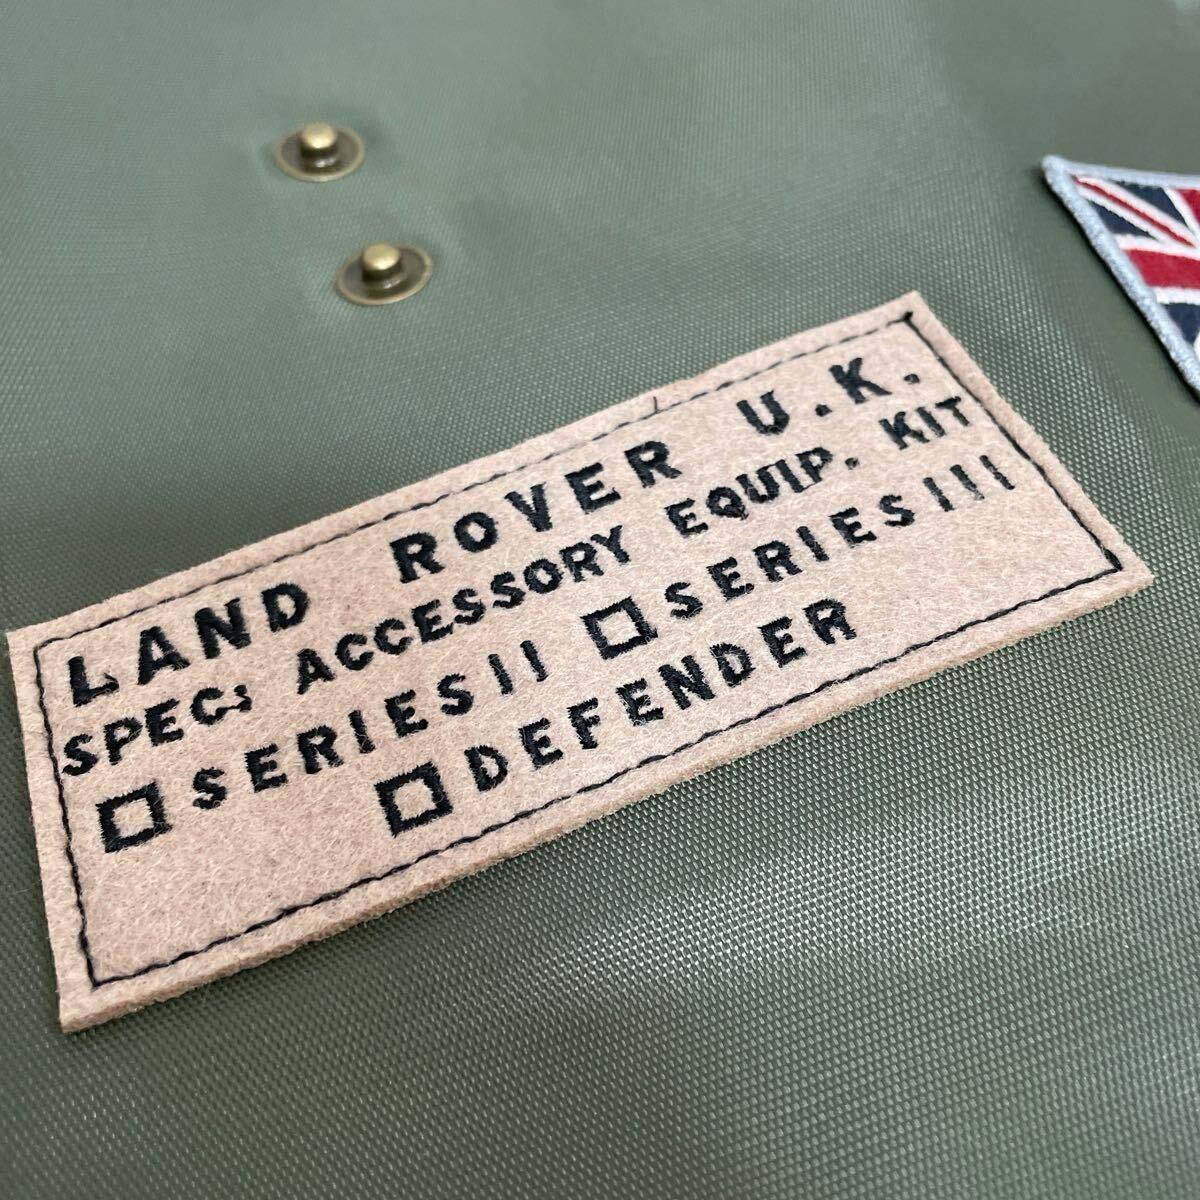 LAND ROVER U.K.
SPEC; ACCESSORY EQUIP. KIT
□ SERIES II □ SERIES III
□ DEFENDER